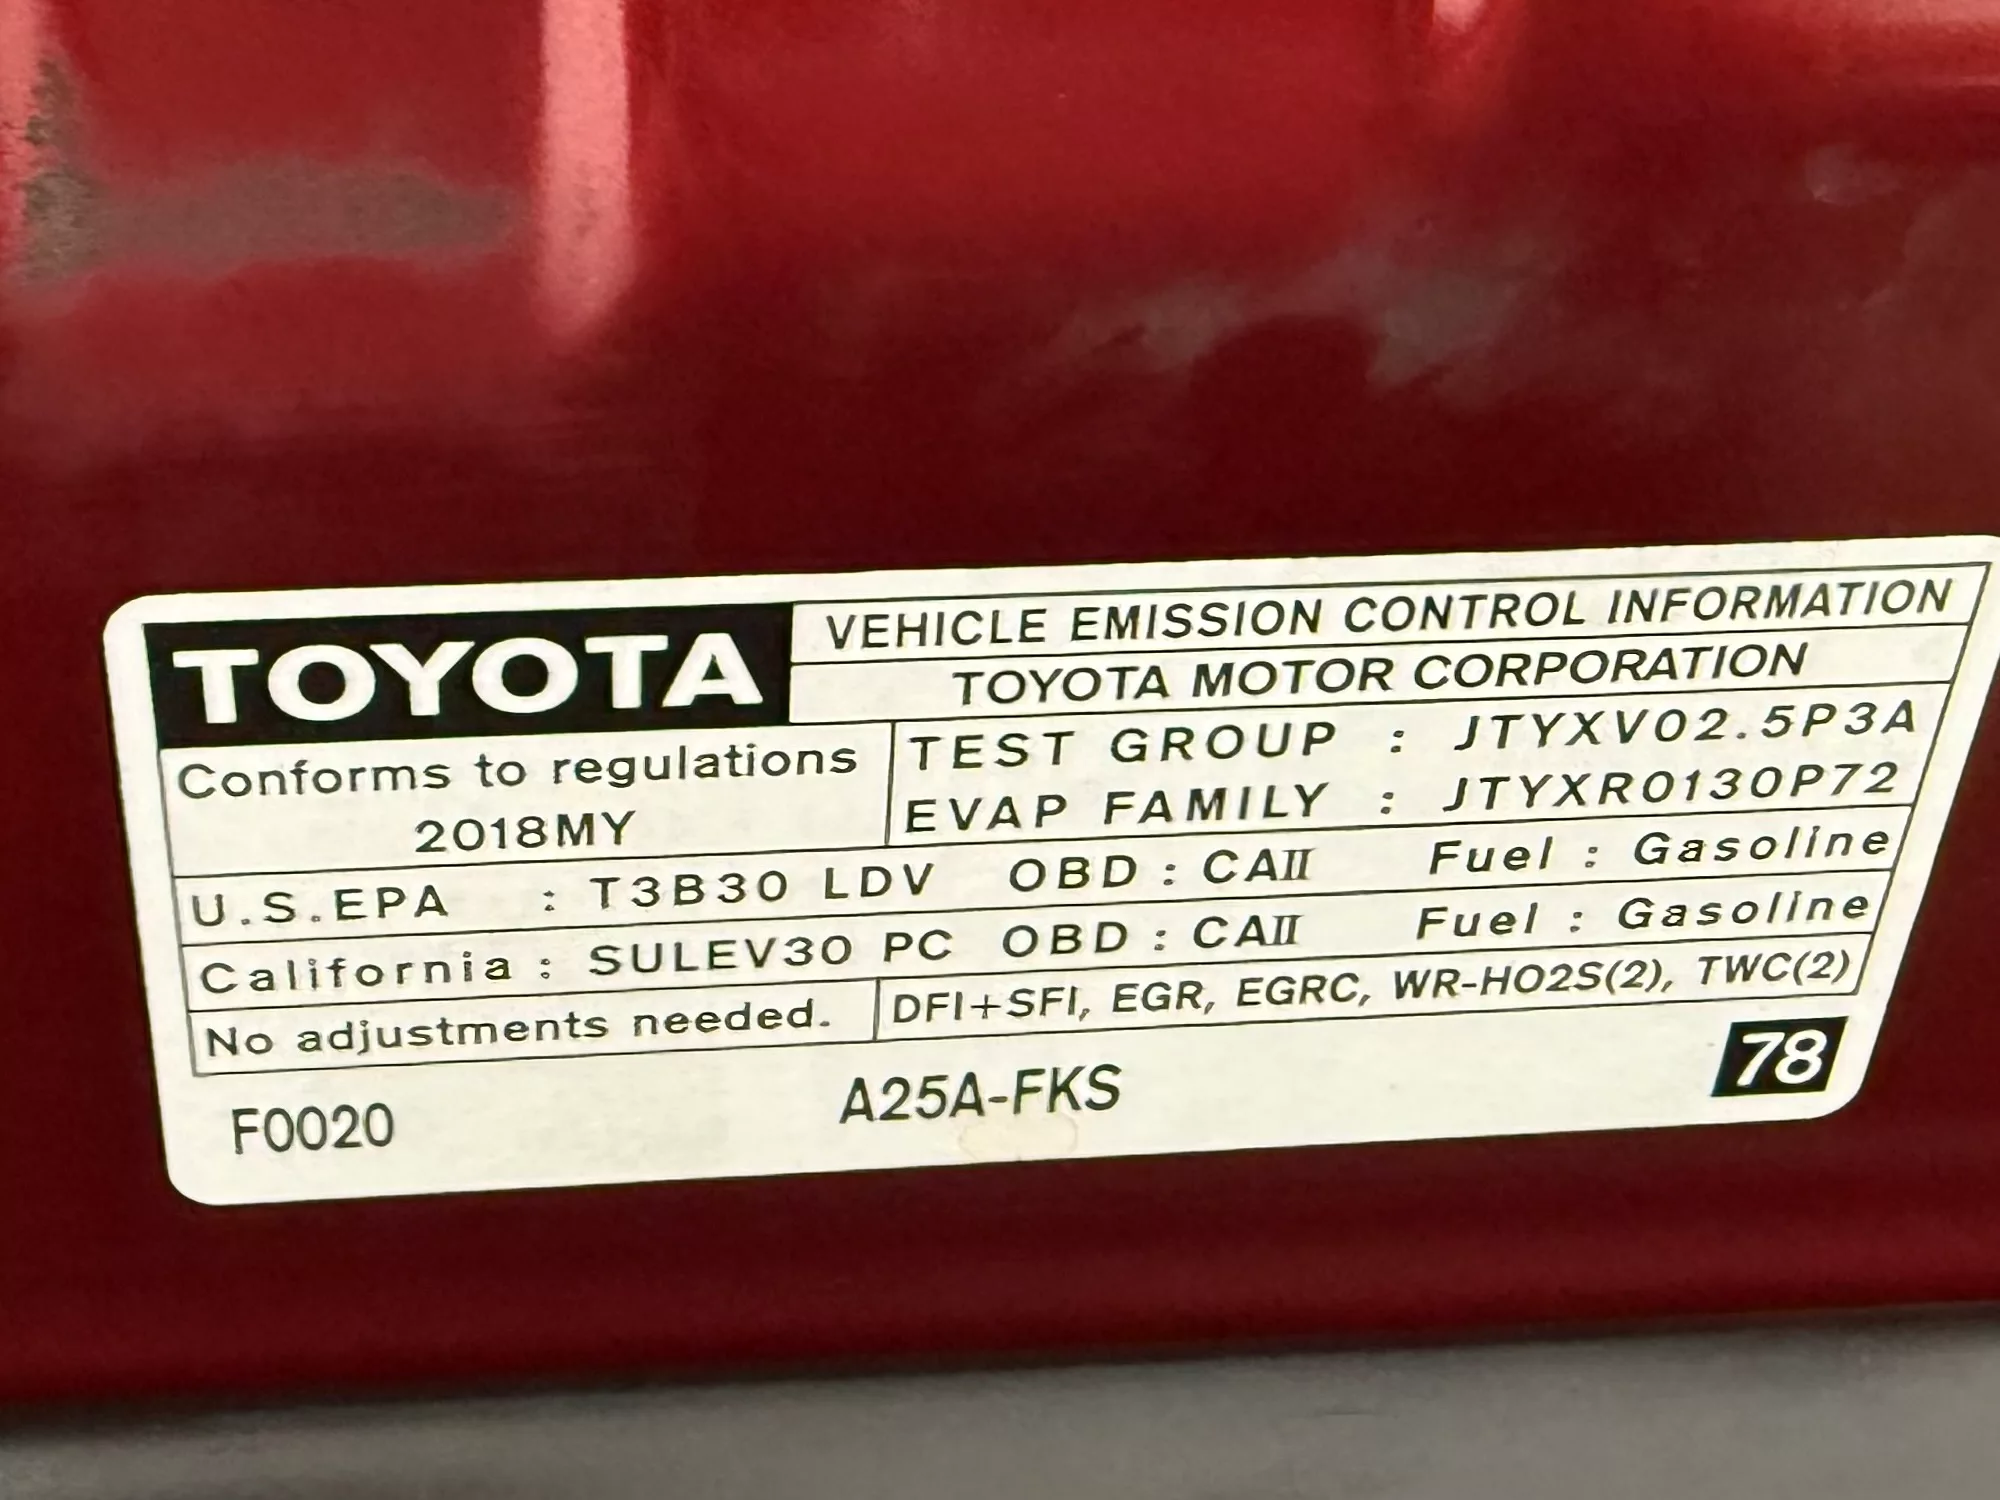 TOYOTA
VEHICLE EMISSION CONTROL INFORMATION
TOYOTA MOTOR CORPORATION
Conforms to regulations
2018MY
TEST GROUP : JTYXV02.5P3A
EVAP FAMILY : JTYXR0130P72
U.S.EPA : T3B30 LDV OBD : CAII Fuel : Gasoline
California : SULEV30 PC OBD : CAII Fuel : Gasoline
No adjustments needed.
DFI+SFI, EGR, EGRC, WR-HO2S(2), TWC(2)
F0020
A25A-FKS
78